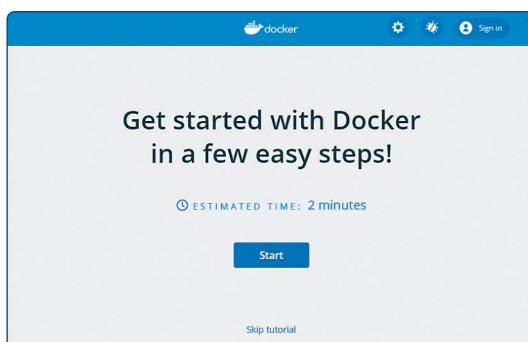 docker
Sign in
Get started with Docker
in a few easy steps!
ESTIMATED TIME: 2 minutes
Start
Skip tutorial